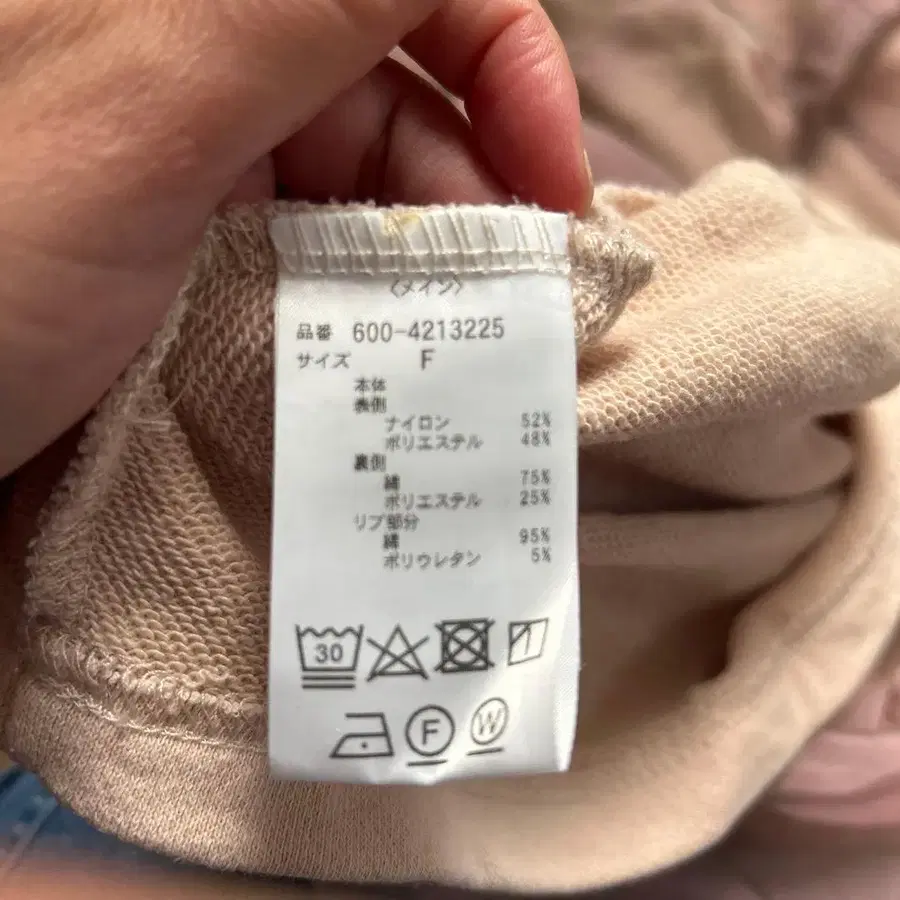 〈メイン〉
品番 600-4213225
サイズ F
本体
表側
ナイロン 52%
ポリエステル 48%
裏側
綿 75%
ポリエステル 25%
リブ部分
綿 95%
ポリウレタン 5%
30
F W